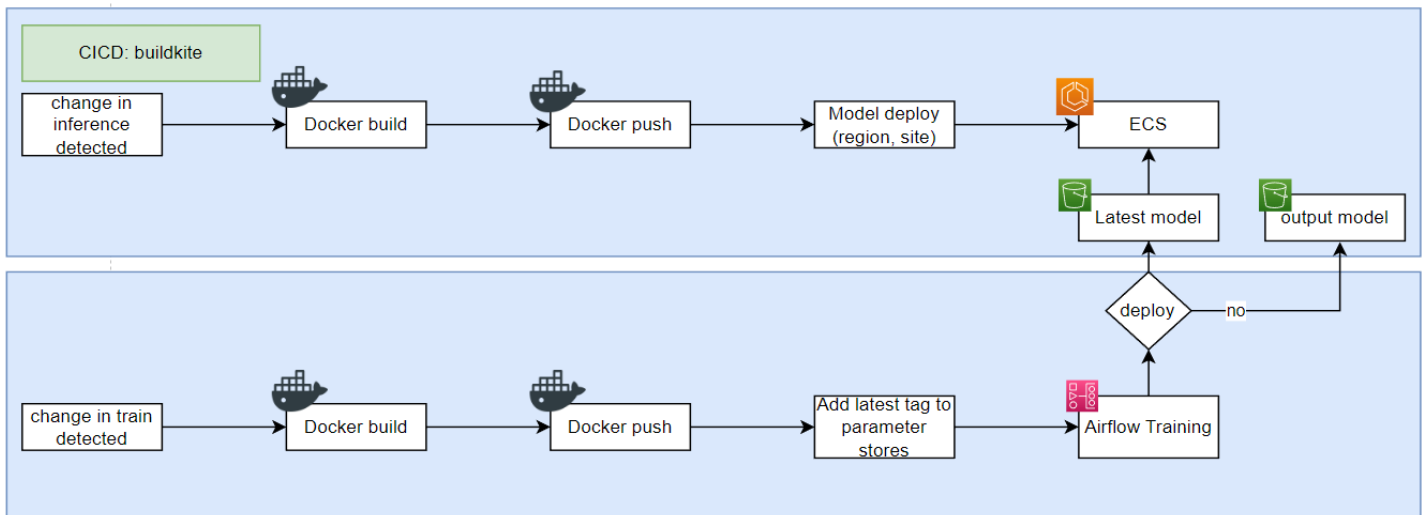 CICD: buildkite
change in
inference
detected
Docker build
Docker push
Model deploy
(region, site)
ECS
Latest model
output model
deploy
no
change in train
detected
Docker build
Docker push
Add latest tag to
parameter
stores
Airflow Training